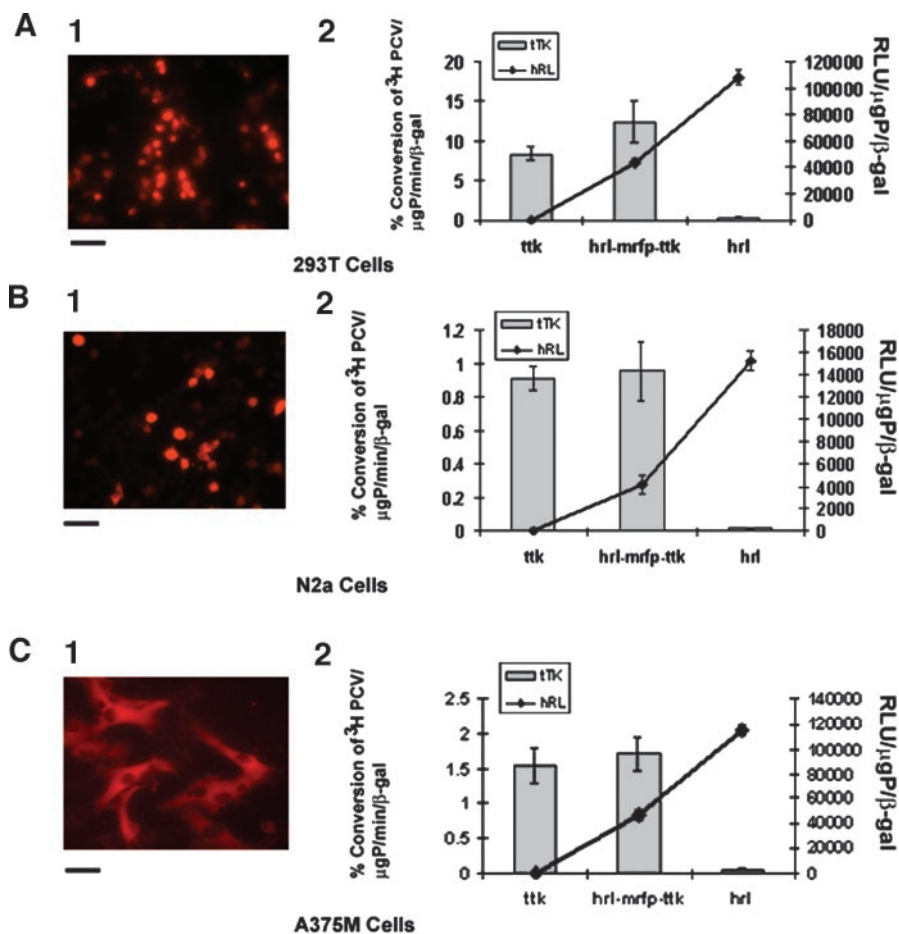 A
1
2
% Conversion of ³H PCV/
µgP/min/β-gal
20
15
10
5
0
tTK
hRL
120000
100000
80000
60000
40000
20000
0
RLU/µgP/β-gal
ttk
hrl-mrfp-ttk
hrl
293T Cells
B
1
2
% Conversion of ³H PCV/
µgP/min/β-gal
1.2
1
0.8
0.6
0.4
0.2
0
tTK
hRL
18000
16000
14000
12000
10000
8000
6000
4000
2000
0
RLU/µgP/β-gal
ttk
hrl-mrfp-ttk
hrl
N2a Cells
C
1
2
% Conversion of ³H PCV/
µgP/min/β-gal
2.5
2
1.5
1
0.5
0
tTK
hRL
140000
120000
100000
80000
60000
40000
20000
0
RLU/µgP/β-gal
ttk
hrl-mrfp-ttk
hrl
A375M Cells